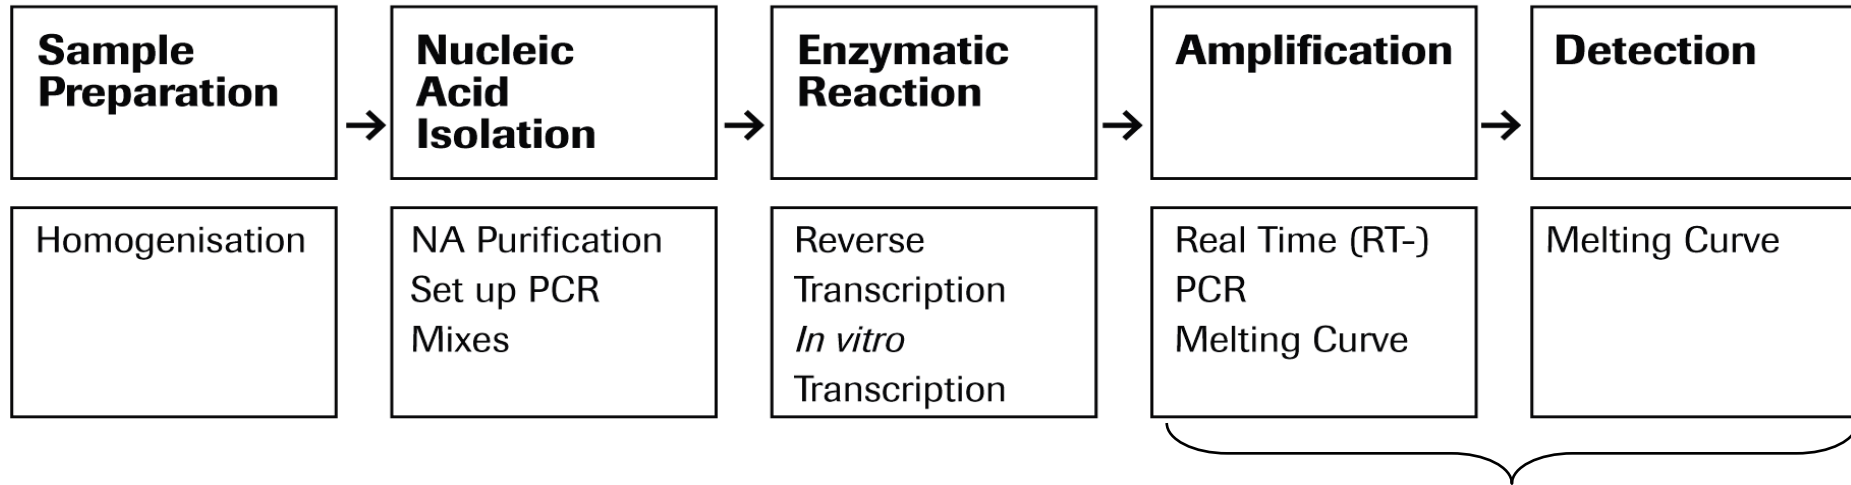 Sample
Preparation
Nucleic
Acid
Isolation
Enzymatic
Reaction
Amplification
Detection
Homogenisation
NA Purification
Set up PCR
Mixes
Reverse
Transcription
In vitro
Transcription
Real Time (RT-)
PCR
Melting Curve
Melting Curve